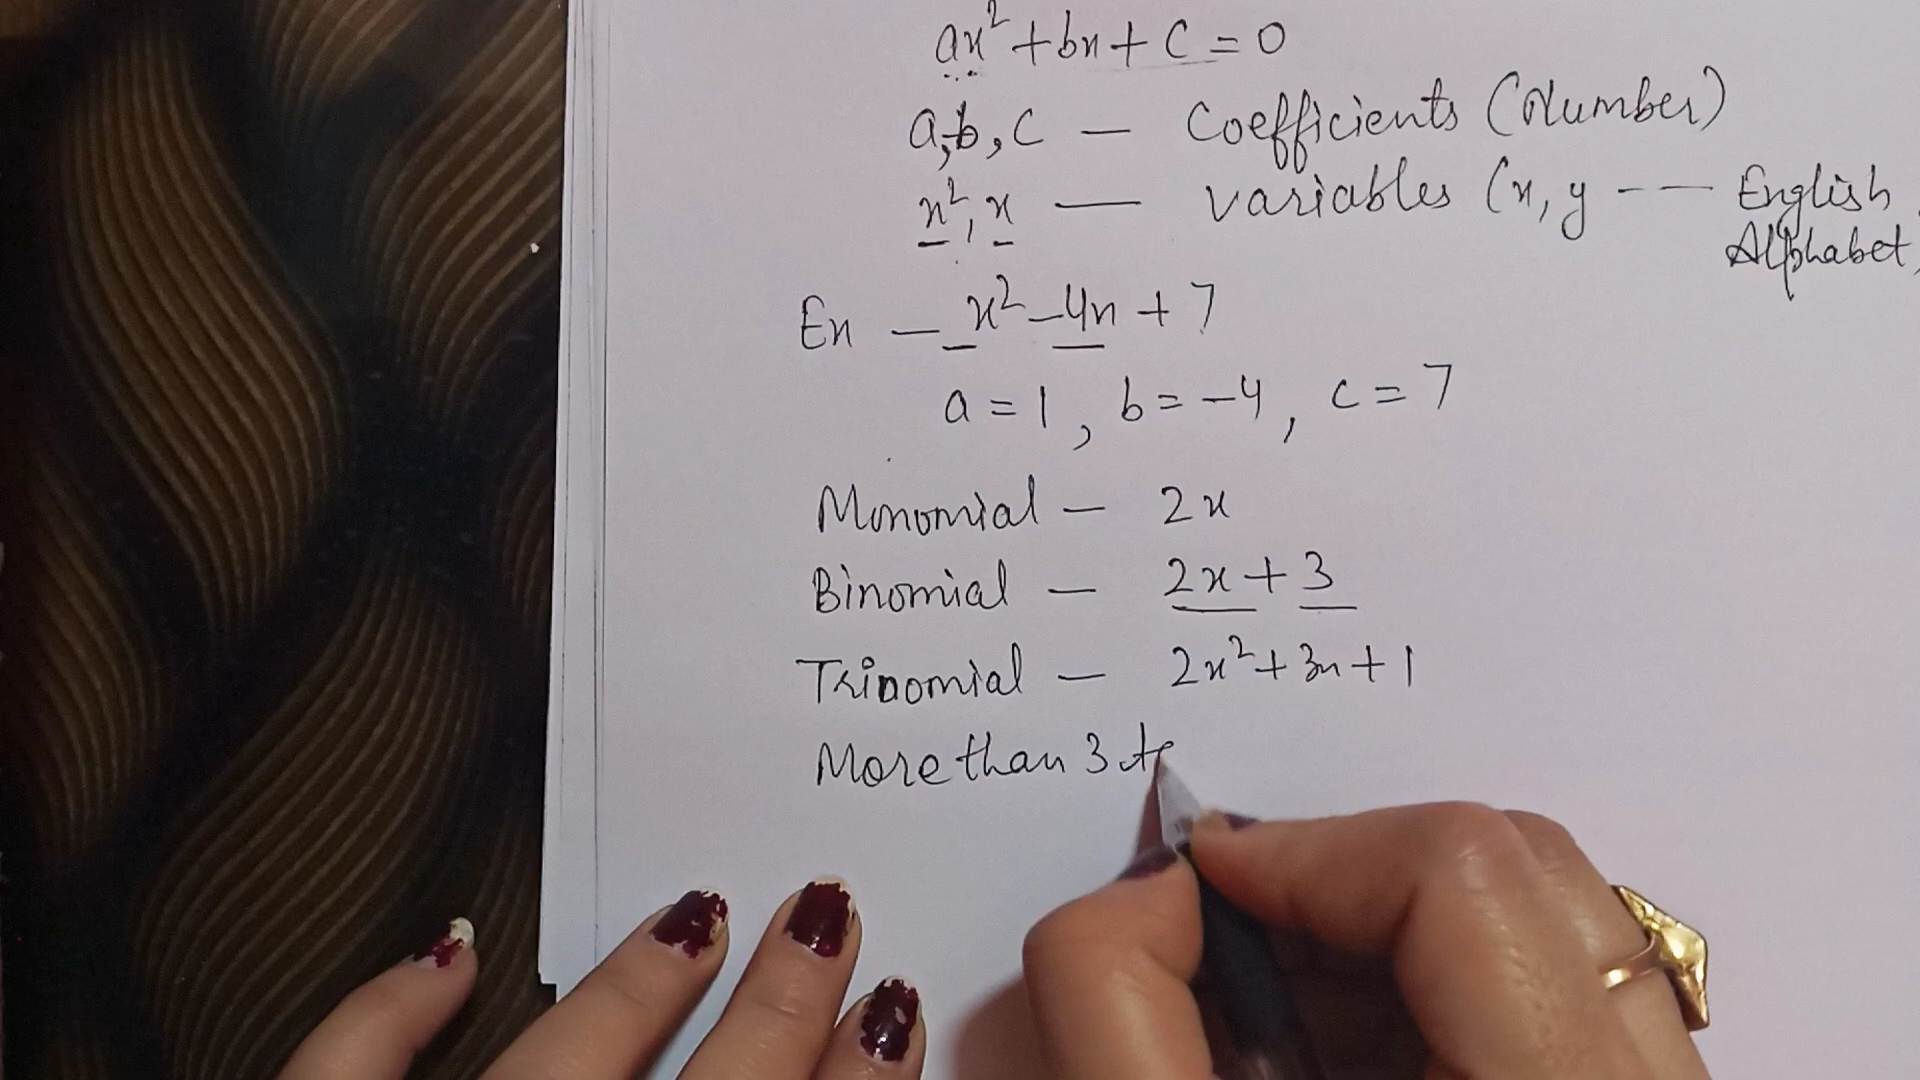 ax² + bx + c = 0
a, b, c — Coefficients (Number)
x², x — variables (x, y --- English
Alphabet)
Ex — x² - 4x + 7
a = 1, b = -4, c = 7
Monomial — 2x
Binomial — 2x + 3
Trinomial — 2x² + 3x + 1
More than 3 te